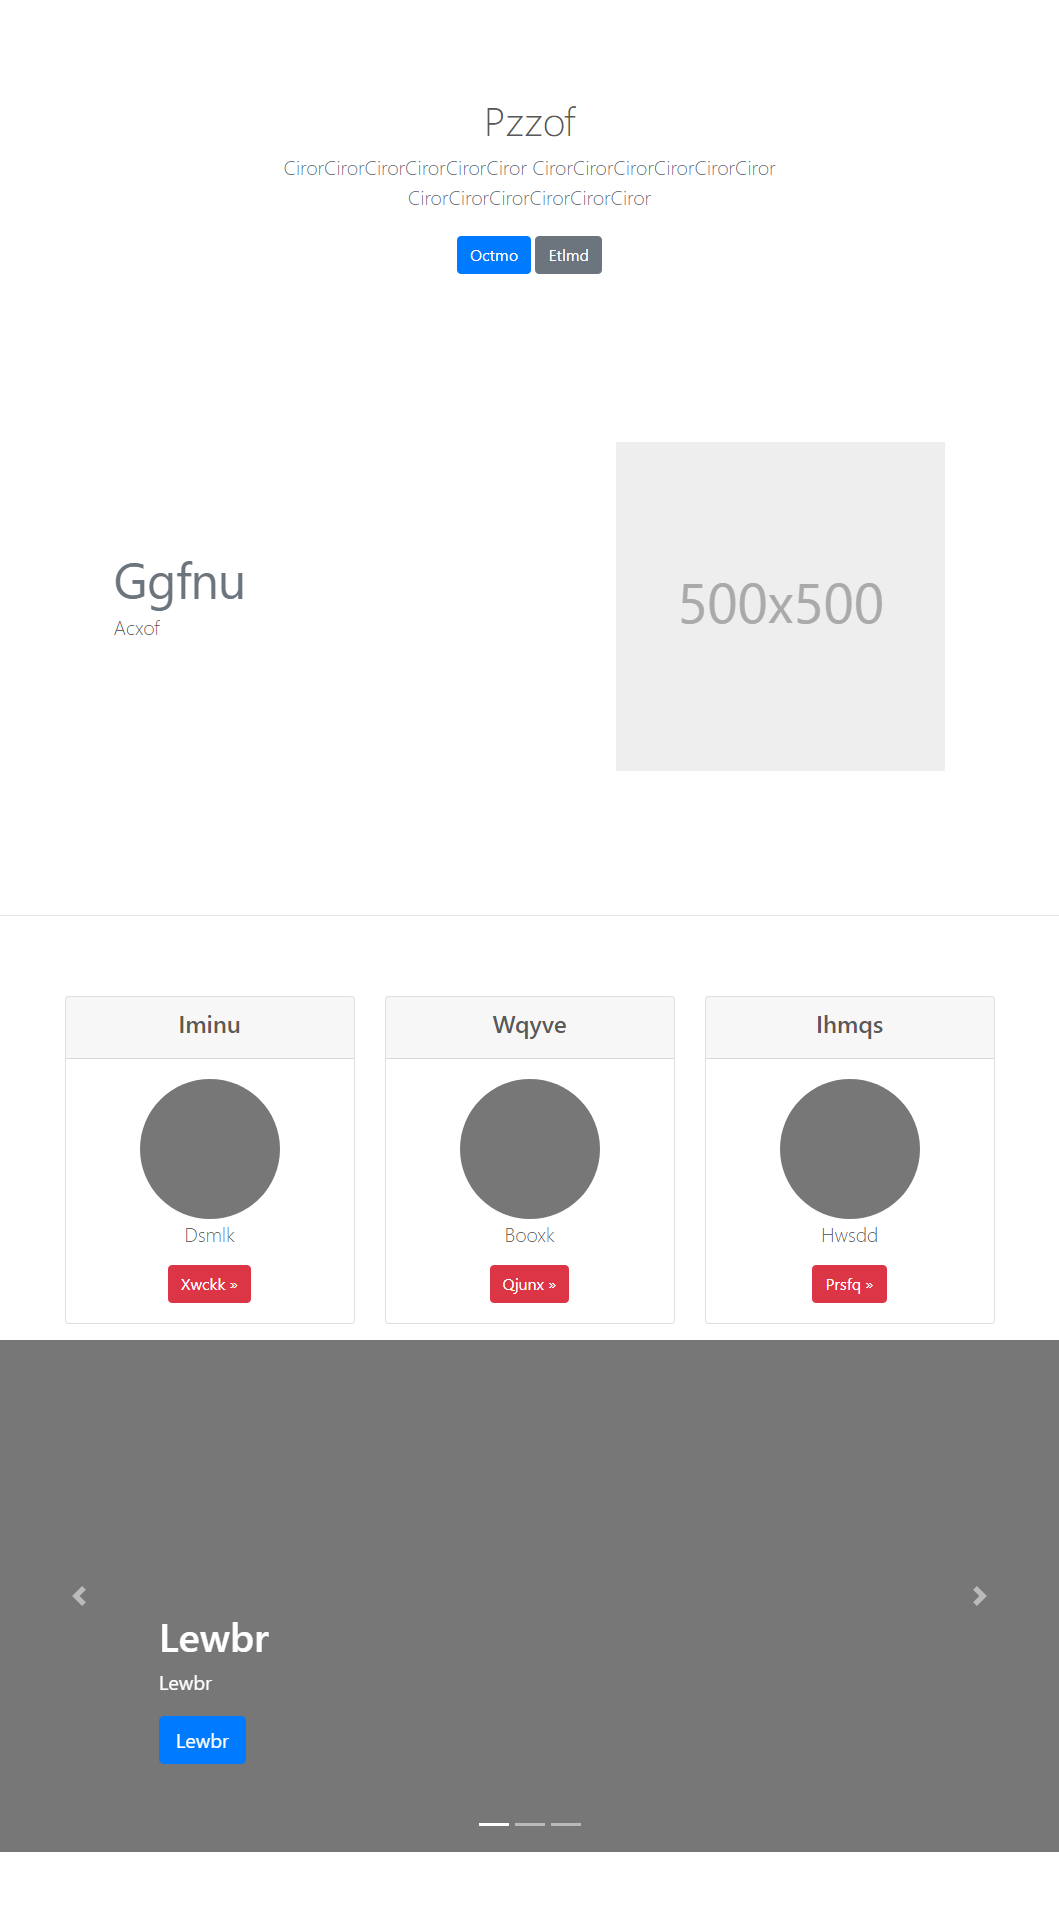 Pzzof
CirorCirorCirorCirorCirorCiror CirorCirorCirorCirorCirorCiror
CirorCirorCirorCirorCirorCiror
Octmo Etlmd
Ggfnu
Acxof
500x500
Iminu Wqyve Ihmqs
Dsmlk Booxk Hwsdd
Xwckk » Qjunx » Prsfq »
Lewbr
Lewbr
Lewbr